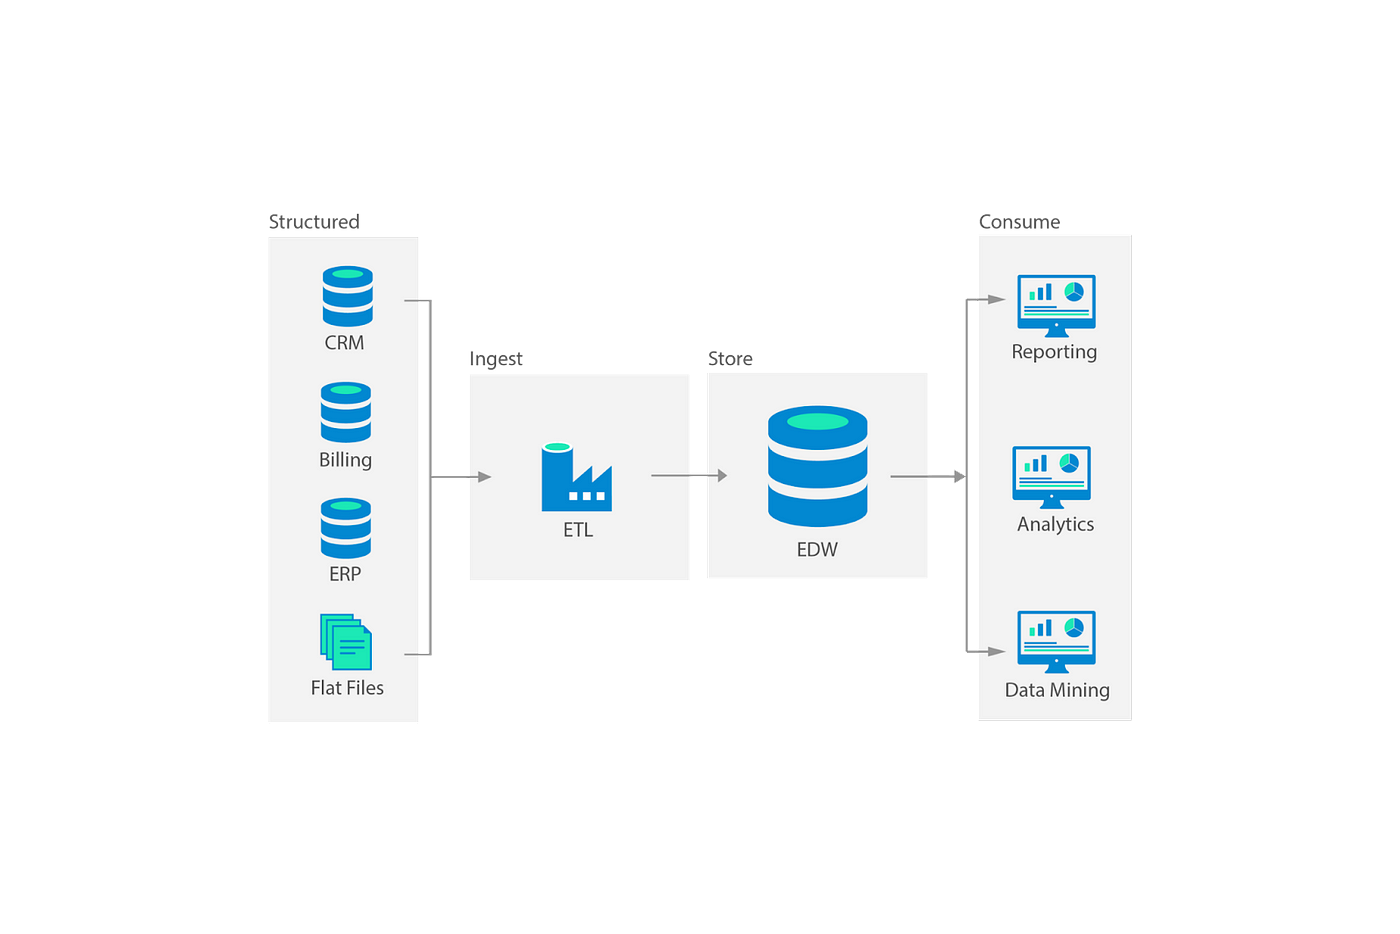 Structured
CRM
Billing
ERP
Flat Files
Ingest
ETL
Store
EDW
Consume
Reporting
Analytics
Data Mining